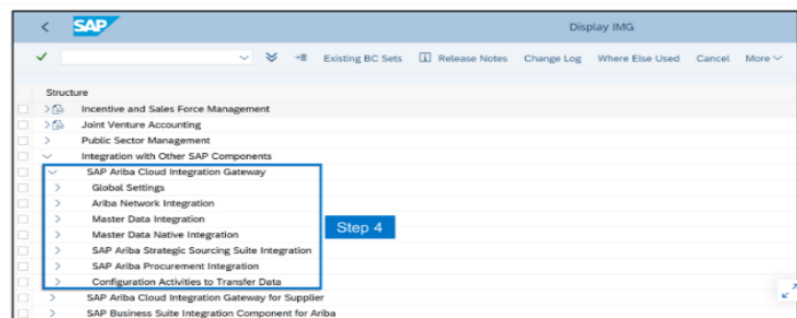 SAP
Display IMG
Existing BC Sets Release Notes Change Log Where Else Used Cancel More
Structure
Incentive and Sales Force Management
Joint Venture Accounting
Public Sector Management
Integration with Other SAP Components
SAP Ariba Cloud Integration Gateway
Global Settings
Ariba Network Integration
Master Data Integration
Master Data Native Integration
Step 4
SAP Ariba Strategic Sourcing Suite Integration
SAP Ariba Procurement Integration
Configuration Activities to Transfer Data
SAP Ariba Cloud Integration Gateway for Supplier
SAP Business Suite Integration Component for Ariba